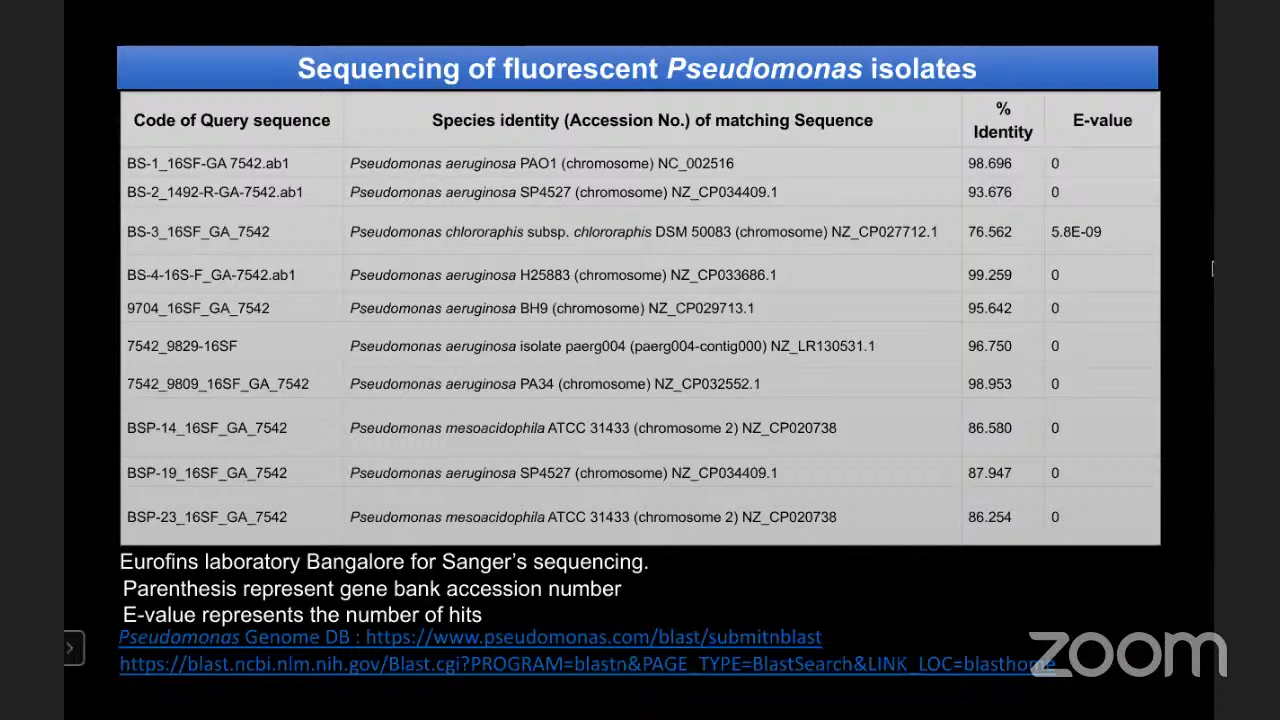 Sequencing of fluorescent Pseudomonas isolates
Code of Query sequence Species identity (Accession No.) of matching Sequence % Identity E-value
BS-1_16SF-GA 7542.ab1 Pseudomonas aeruginosa PAO1 (chromosome) NC_002516 98.696 0
BS-2_1492-R-GA-7542.ab1 Pseudomonas aeruginosa SP4527 (chromosome) NZ_CP034409.1 93.676 0
BS-3_16SF_GA_7542 Pseudomonas chlororaphis subsp. chlororaphis DSM 50083 (chromosome) NZ_CP027712.1 76.562 5.8E-09
BS-4-16S-F_GA-7542.ab1 Pseudomonas aeruginosa H25883 (chromosome) NZ_CP033686.1 99.259 0
9704_16SF_GA_7542 Pseudomonas aeruginosa BH9 (chromosome) NZ_CP029713.1 95.642 0
7542_9829-16SF Pseudomonas aeruginosa isolate paerg004 (paerg004-contig000) NZ_LR130531.1 96.750 0
7542_9809_16SF_GA_7542 Pseudomonas aeruginosa PA34 (chromosome) NZ_CP032552.1 98.953 0
BSP-14_16SF_GA_7542 Pseudomonas mesoacidophila ATCC 31433 (chromosome 2) NZ_CP020738 86.580 0
BSP-19_16SF_GA_7542 Pseudomonas aeruginosa SP4527 (chromosome) NZ_CP034409.1 87.947 0
BSP-23_16SF_GA_7542 Pseudomonas mesoacidophila ATCC 31433 (chromosome 2) NZ_CP020738 86.254 0
Eurofins laboratory Bangalore for Sanger's sequencing.
Parenthesis represent gene bank accession number
E-value represents the number of hits
Pseudomonas Genome DB : https://www.pseudomonas.com/blast/submitnblast
https://blast.ncbi.nlm.nih.gov/Blast.cgi?PROGRAM=blastn&PAGE_TYPE=BlastSearch&LINK_LOC=blasthome
zoom